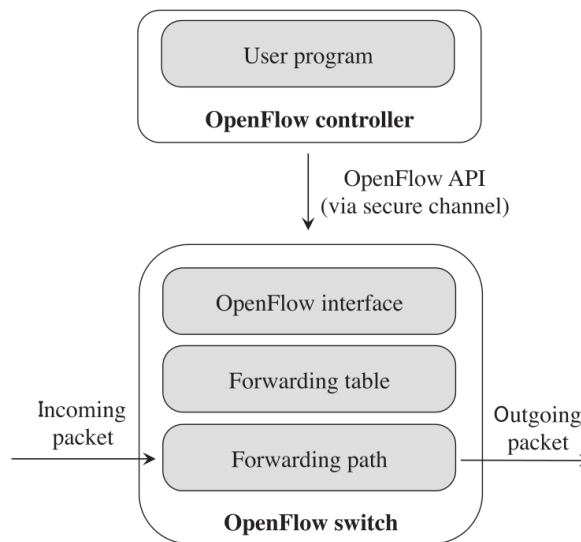 User program
OpenFlow controller
OpenFlow API
(via secure channel)
OpenFlow interface
Forwarding table
Incoming
packet
Forwarding path
Outgoing
packet
OpenFlow switch